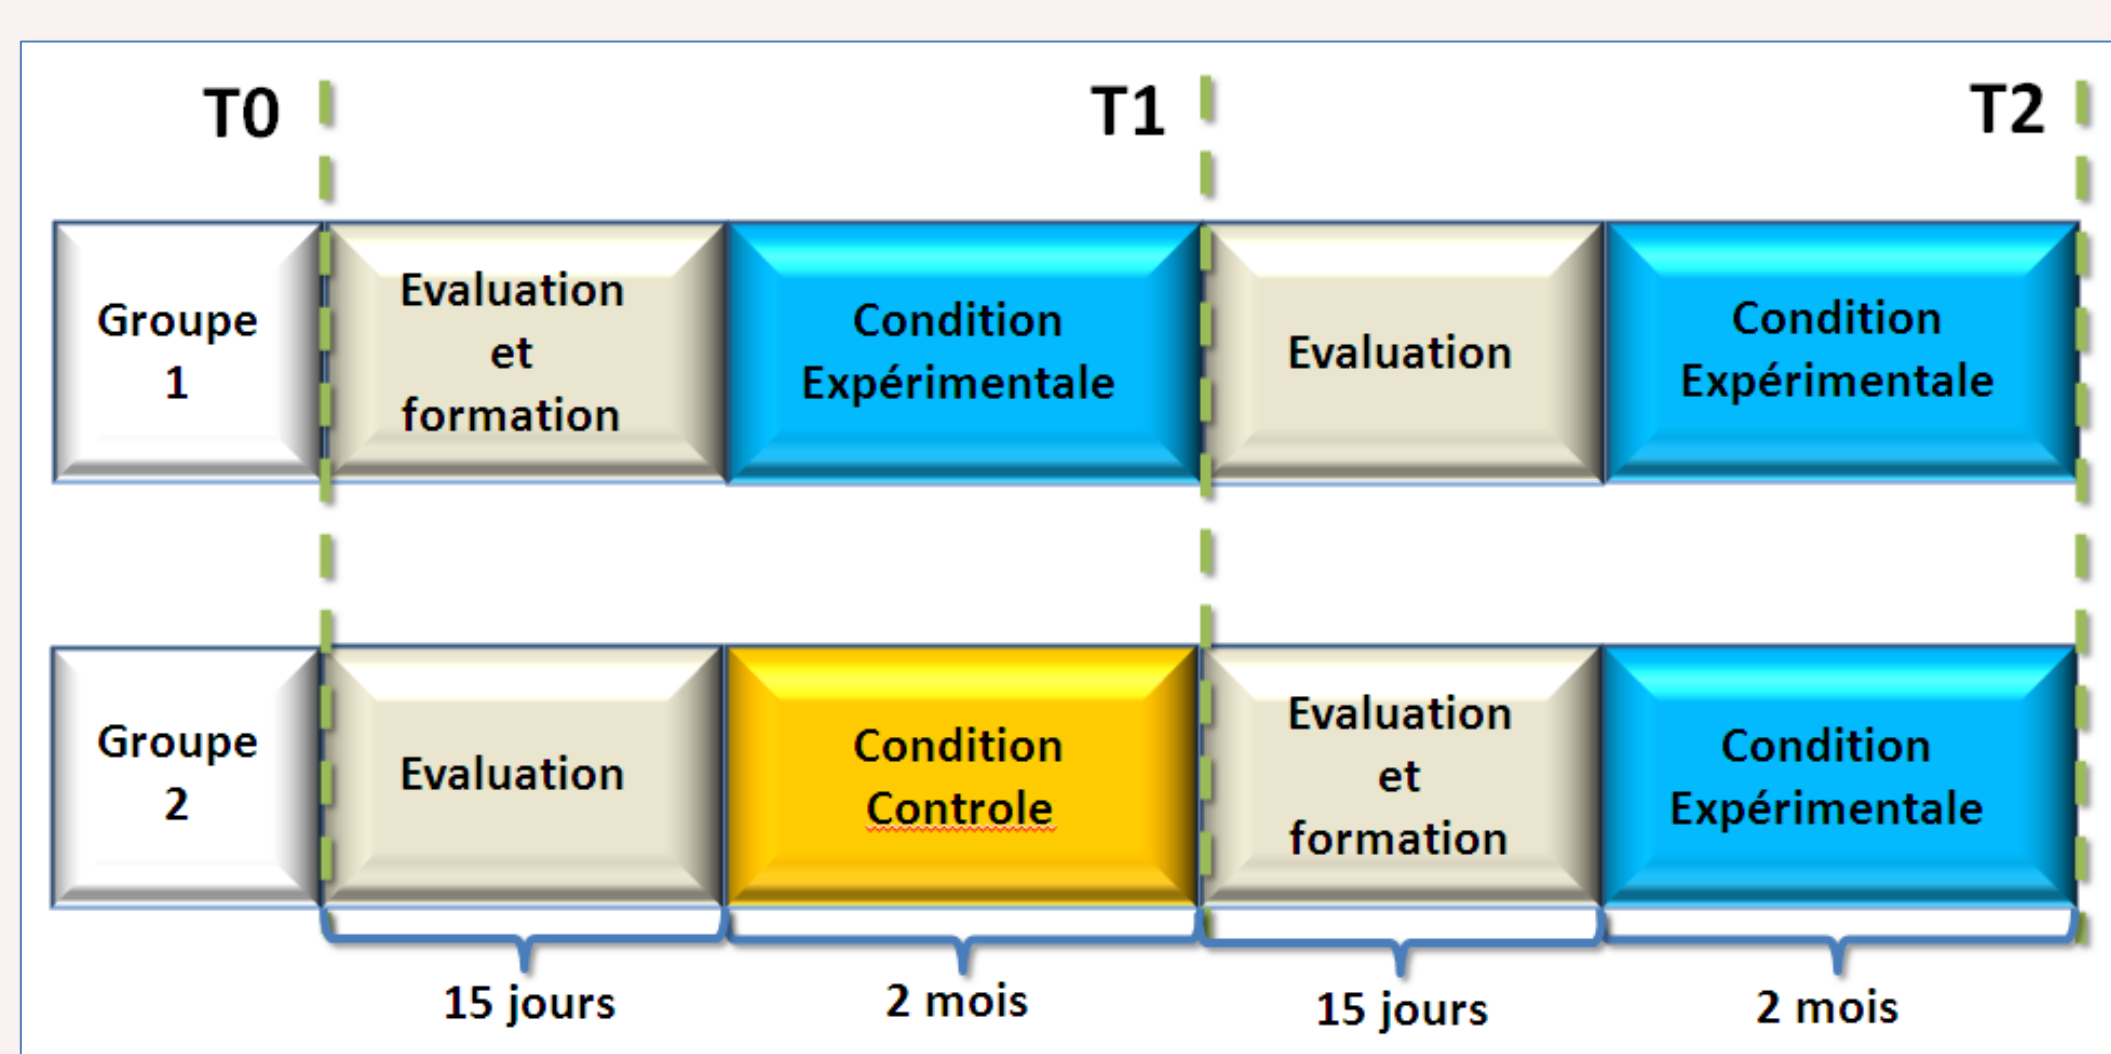 T0
T1
T2
Groupe
1
Evaluation
et
formation
Condition
Expérimentale
Evaluation
Condition
Expérimentale
Groupe
2
Evaluation
Condition
Controle
Evaluation
et
formation
Condition
Expérimentale
15 jours
2 mois
15 jours
2 mois